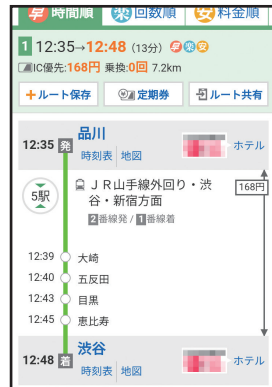 早 時間順 楽 回数順 安 料金順
1 12:35→12:48（13分） 早 楽 安
IC優先:168円 乗換:0回 7.2km
＋ルート保存 定期券 ルート共有
12:35 発 品川
時刻表 地図
ホテル
5駅
ＪＲ山手線外回り・渋
谷・新宿方面
2番線発 / 1番線着
168円
12:39 大崎
12:40 五反田
12:43 目黒
12:45 恵比寿
12:48 着 渋谷
時刻表 地図
ホテル